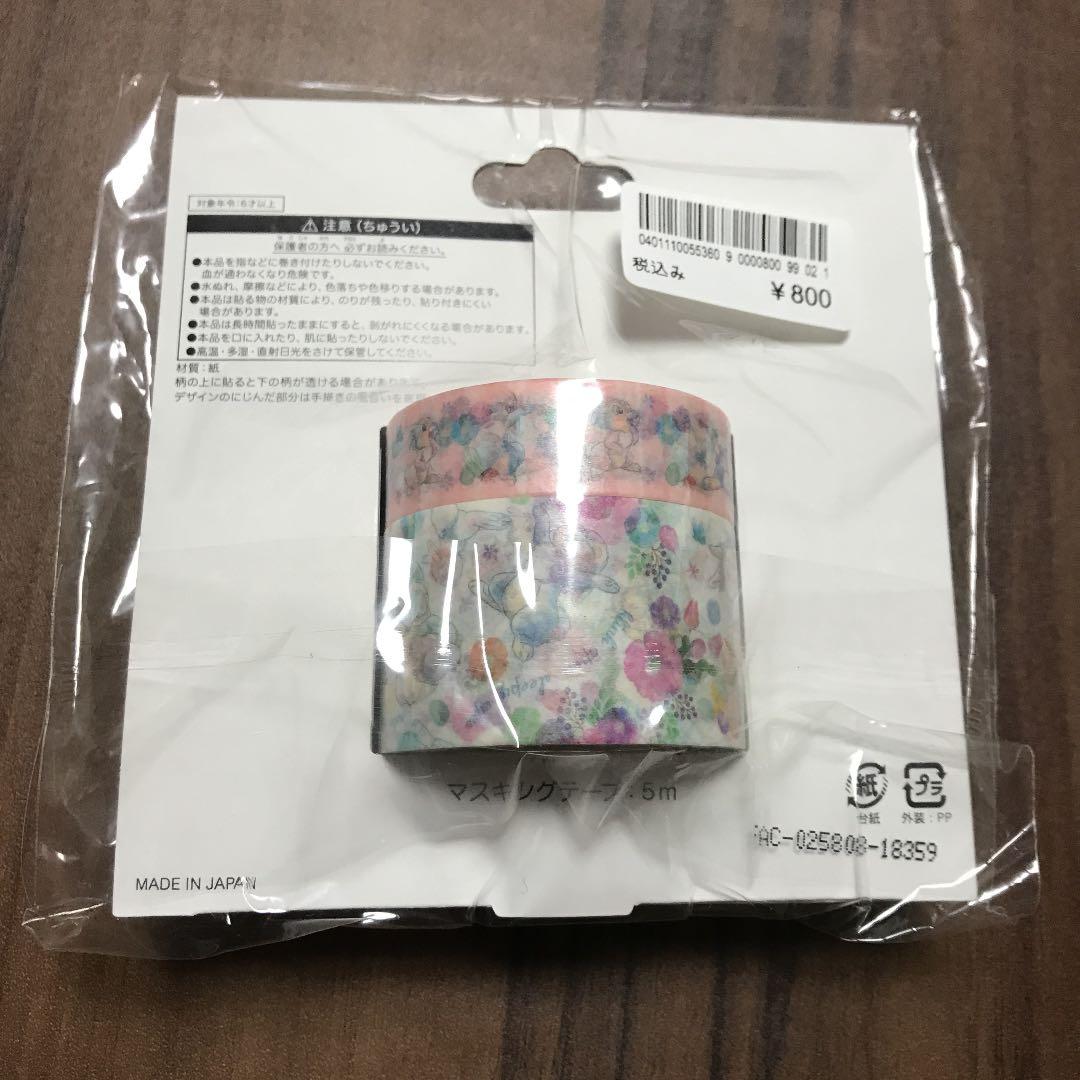 対象年令:6才以上
⚠注意(ちゅうい)
保護者の方へ 必ずお読みください。
●本品を指などに巻き付けたりしないでください。
血が通わなくなり危険です。
●水ぬれ、摩擦などにより、色落ちや色移りする場合があります。
●本品は貼る物の材質により、のりが残ったり、貼り付きにくい
場合があります。
●本品は長時間貼ったままにすると、剥がれにくくなる場合があります。
●本品を口に入れたり、肌に貼ったりしないでください。
●高温・多湿・直射日光をさけて保管してください。
材質:紙
柄の上に貼ると下の柄が透ける場合があります
デザインのにじんだ部分は手描きの風合いを
0401110055360 9 0000800 99 02 1
税込み
¥800
マスキングテープ:5m
紙
台紙
プラ
外装:PP
AC-025808-18359
MADE IN JAPAN